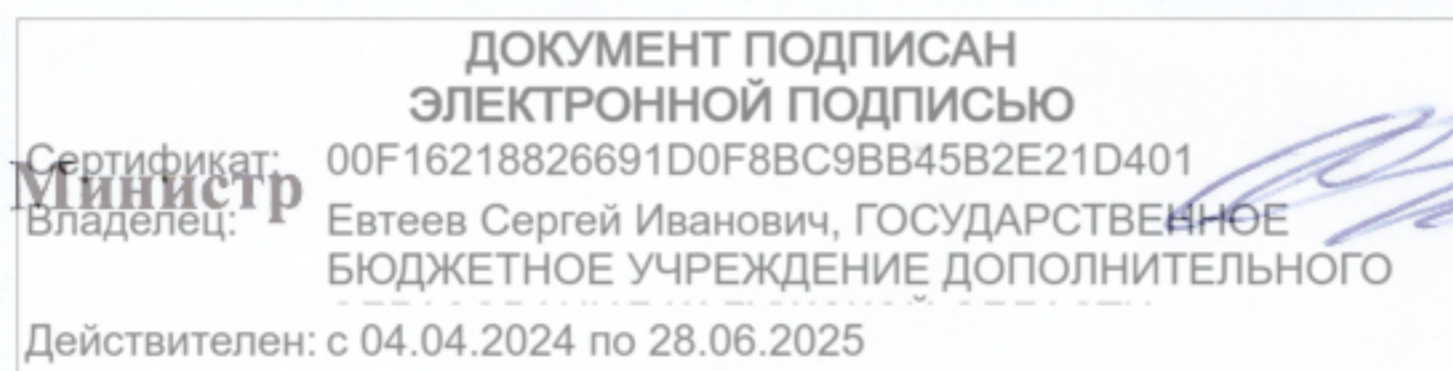 ДОКУМЕНТ ПОДПИСАН
ЭЛЕКТРОННОЙ ПОДПИСЬЮ
Сертификат: 00F16218826691D0F8BC9BB45B2E21D401
Министр
Владелец: Евтеев Сергей Иванович, ГОСУДАРСТВЕННОЕ
БЮДЖЕТНОЕ УЧРЕЖДЕНИЕ ДОПОЛНИТЕЛЬНОГО
Действителен: с 04.04.2024 по 28.06.2025